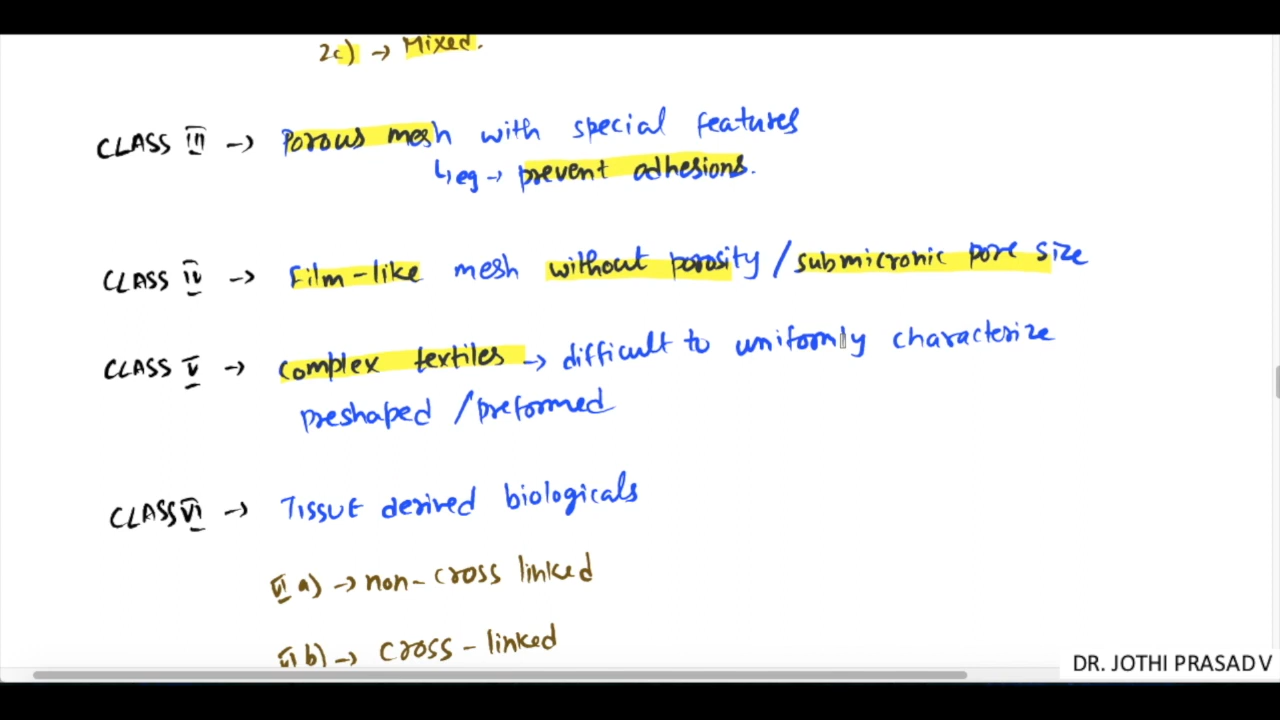 2c) → Mixed.
CLASS III → Porous mesh with special features
↳ eg → prevent adhesions.
CLASS IV → Film-like mesh without porosity / submicronic pore size
CLASS V → complex textiles → difficult to uniformly characterize
preshaped / preformed
CLASS VI → Tissue derived biologicals
VI a) → non-cross linked
VI b) → cross-linked
DR. JOTHI PRASAD V